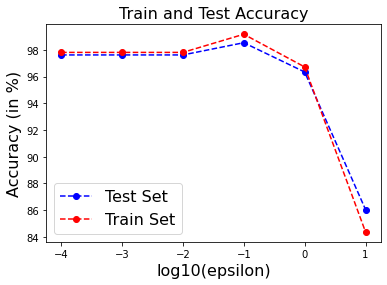 Train and Test Accuracy
Accuracy (in %)
98
96
94
92
90
88
86
84
Test Set
Train Set
−4 −3 −2 −1 0 1
log10(epsilon)